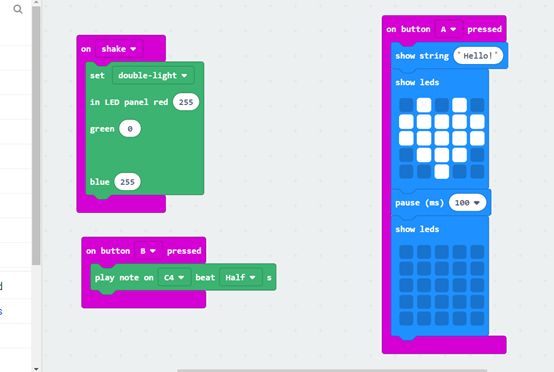 on shake
set double-light
in LED panel red 255
green 0
blue 255
on button B pressed
play note on C4 beat Half s
on button A pressed
show string "Hello!"
show leds
pause (ms) 100
show leds
d
s